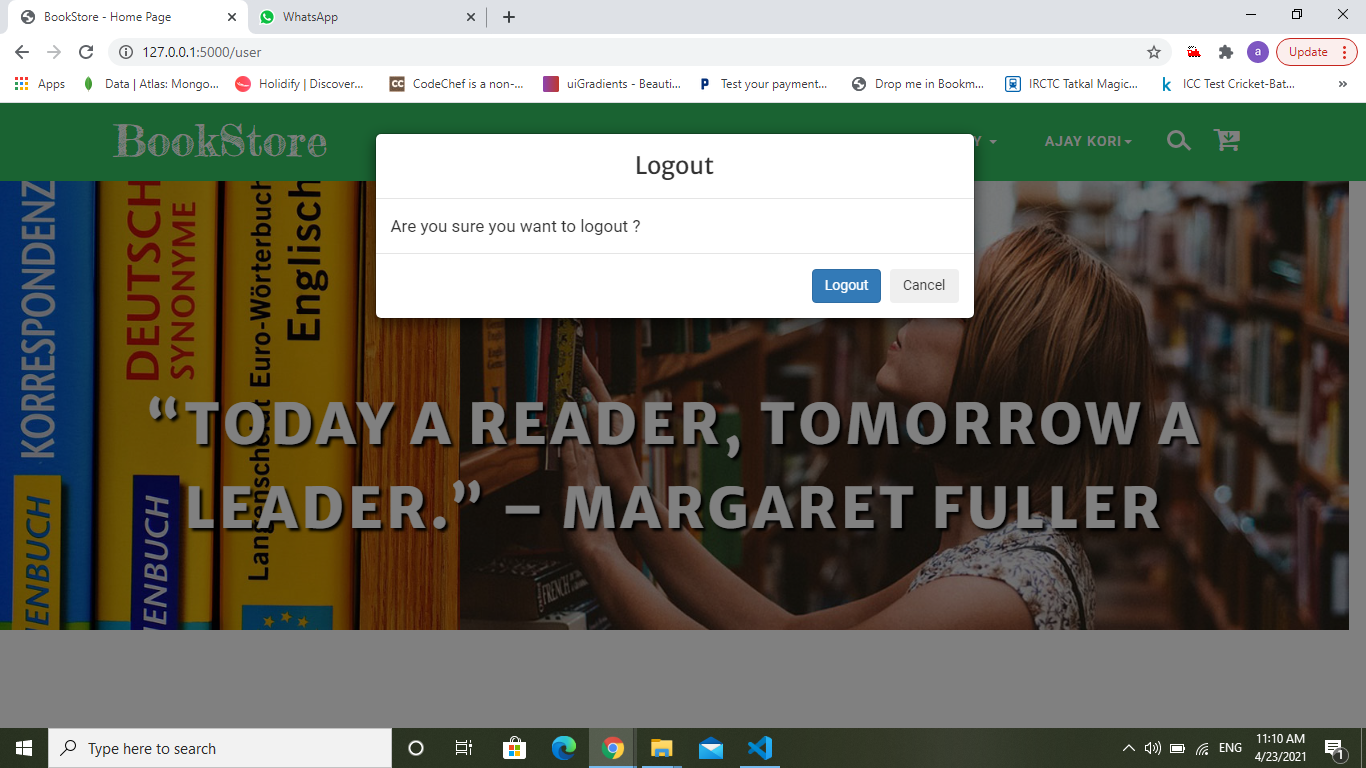 BookStore - Home Page
WhatsApp
127.0.0.1:5000/user
a
Update
Apps
Data | Atlas: Mongo...
Holidify | Discover...
CC
CodeChef is a non-...
uiGradients - Beauti...
P
Test your payment...
Drop me in Bookm...
IRCTC Tatkal Magic...
k
ICC Test Cricket-Bat...
»
BookStore
Y
AJAY KORI
Logout
Are you sure you want to logout ?
Logout
Cancel
KORRESPONDENZ
DEUTSCH
SYNONYME
Euro-Wörterbuch
Englisch
“TODAY A READER, TOMORROW A
LEADER.” – MARGARET FULLER
ENBUCH
ENBUCH
FRENCH
Type here to search
ENG
11:10 AM
4/23/2021
1